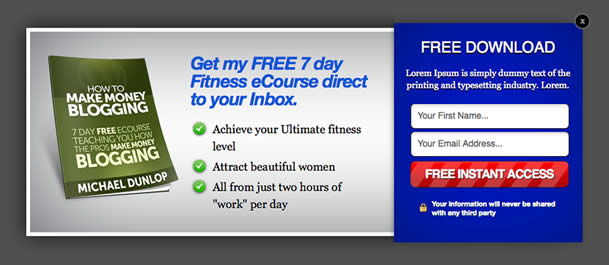 HOW TO
MAKE MONEY
BLOGGING
7 DAY FREE ECOURSE
TEACHING YOU HOW
THE PROS MAKE MONEY
BLOGGING
MICHAEL DUNLOP
Get my FREE 7 day
Fitness eCourse direct
to your Inbox.
Achieve your Ultimate fitness
level
Attract beautiful women
All from just two hours of
"work" per day
x
FREE DOWNLOAD
Lorem Ipsum is simply dummy text of the
printing and typesetting industry. Lorem.
Your First Name...
Your Email Address...
FREE INSTANT ACCESS
Your information will never be shared
with any third party